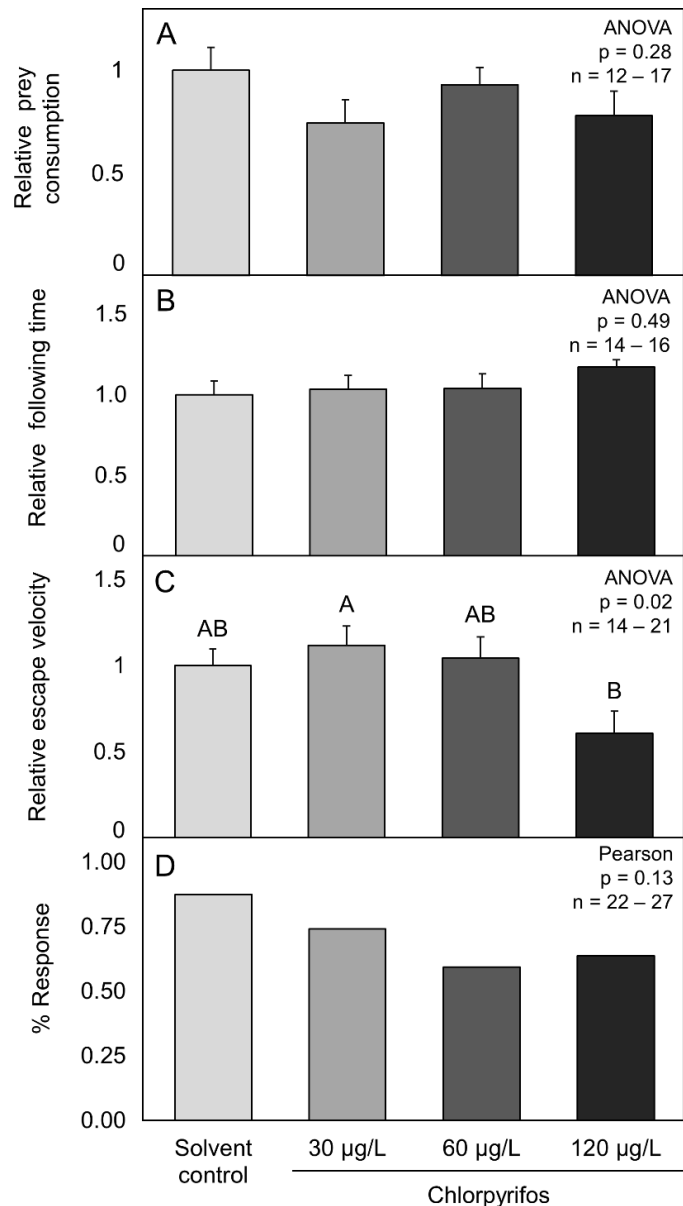 A
ANOVA
p = 0.28
n = 12 – 17
Relative prey
consumption
1
0.5
0
B
ANOVA
p = 0.49
n = 14 – 16
Relative following time
1.5
1.0
0.5
0
C
ANOVA
p = 0.02
n = 14 – 21
Relative escape velocity
1.5
1
0.5
0
AB
A
AB
B
D
Pearson
p = 0.13
n = 22 – 27
% Response
1.00
0.75
0.50
0.25
0.00
Solvent
control
30 µg/L
60 µg/L
120 µg/L
Chlorpyrifos